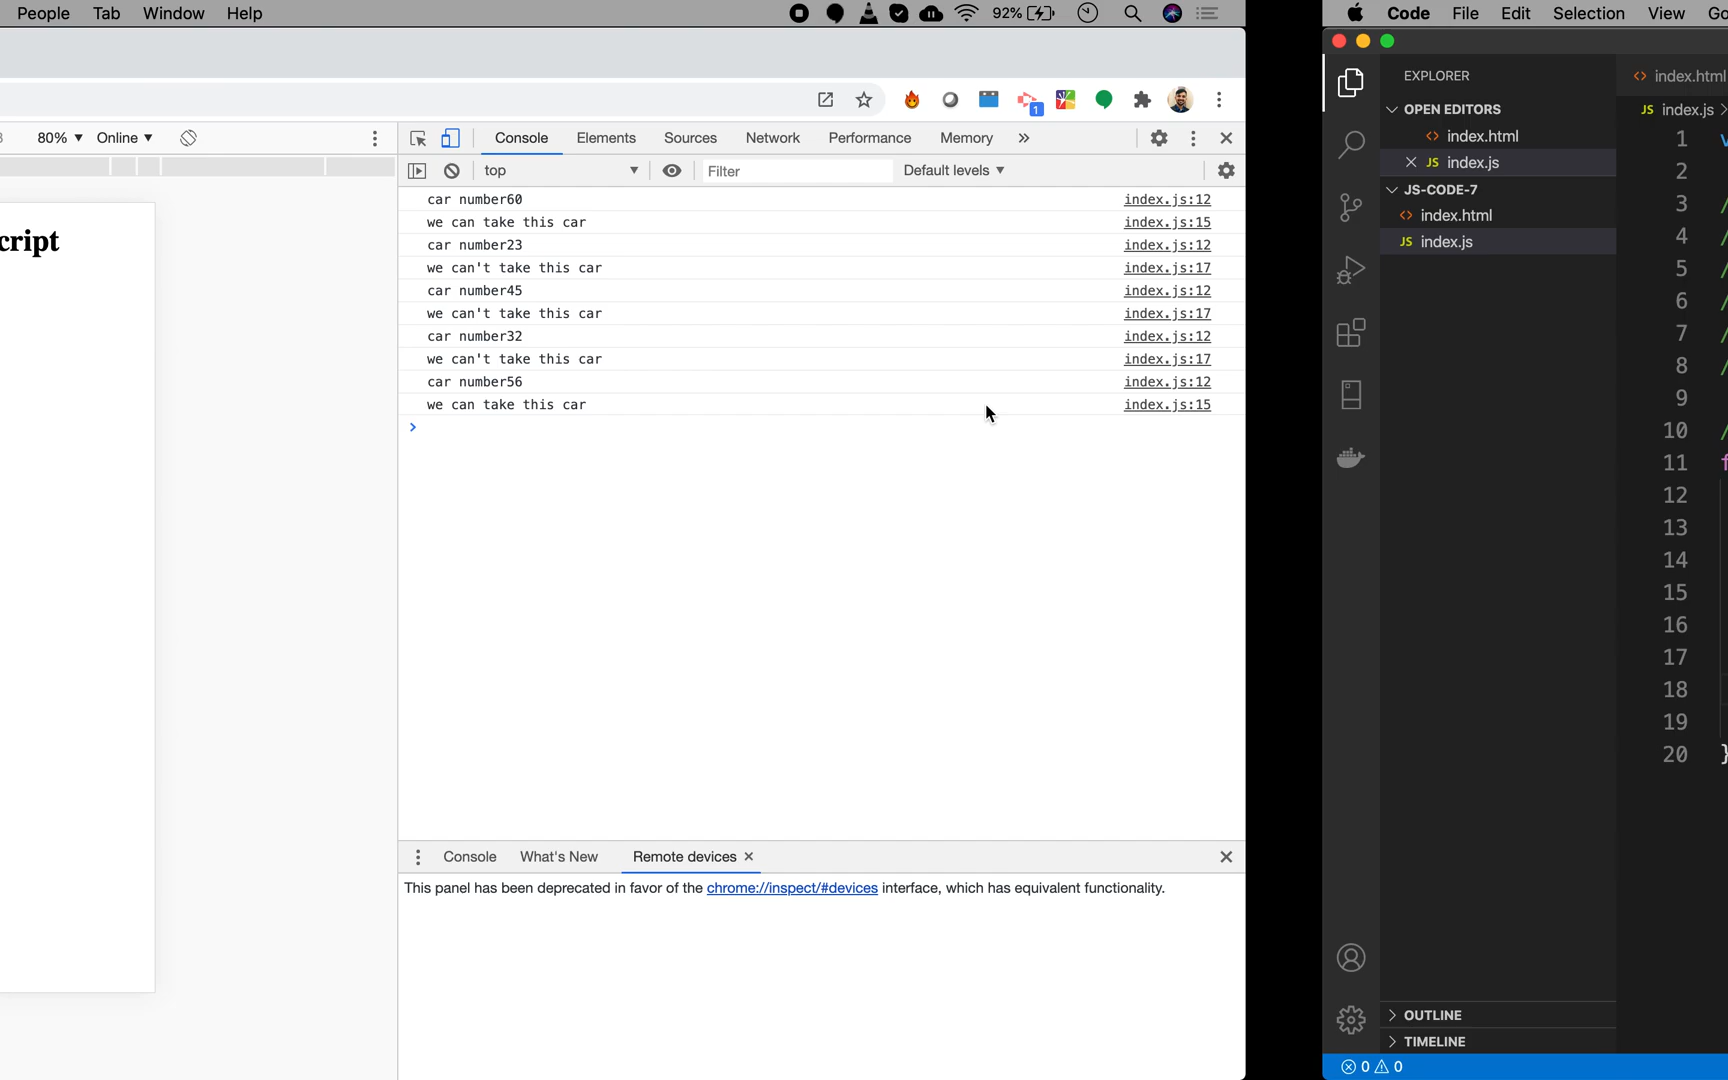 People Tab Window Help 92%
80% Online
cript
Console Elements Sources Network Performance Memory
top Filter Default levels
car number60 index.js:12
we can take this car index.js:15
car number23 index.js:12
we can't take this car index.js:17
car number45 index.js:12
we can't take this car index.js:17
car number32 index.js:12
we can't take this car index.js:17
car number56 index.js:12
we can take this car index.js:15
Console What's New Remote devices
This panel has been deprecated in favor of the chrome://inspect/#devices interface, which has equivalent functionality.
1
Code File Edit Selection View Go
EXPLORER
OPEN EDITORS
index.html
JS index.js
JS-CODE-7
index.html
JS index.js
OUTLINE
TIMELINE
0 0
index.html
JS index.js
1
2
3
4
5
6
7
8
9
10
11
12
13
14
15
16
17
18
19
20 }